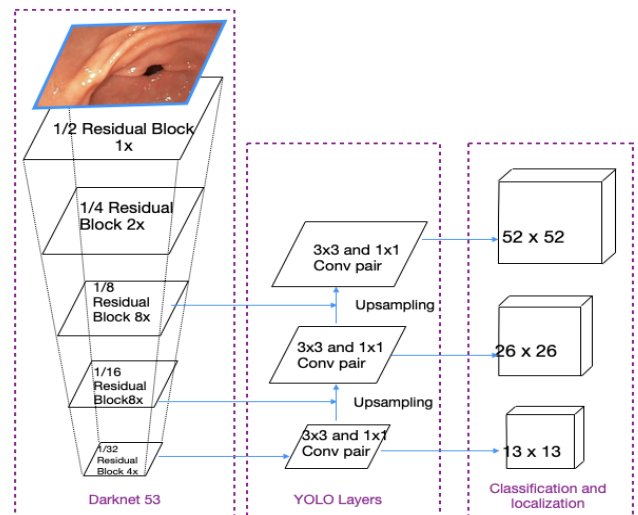 1/2 Residual Block
1x
1/4 Residual
Block 2x
1/8
Residual
Block 8x
1/16
Residual
Block8x
1/32
Residual
Block 4x
Darknet 53
3x3 and 1x1
Conv pair
Upsampling
3x3 and 1x1
Conv pair
Upsampling
3x3 and 1x1
Conv pair
YOLO Layers
52 x 52
26 x 26
13 x 13
Classification and
localization